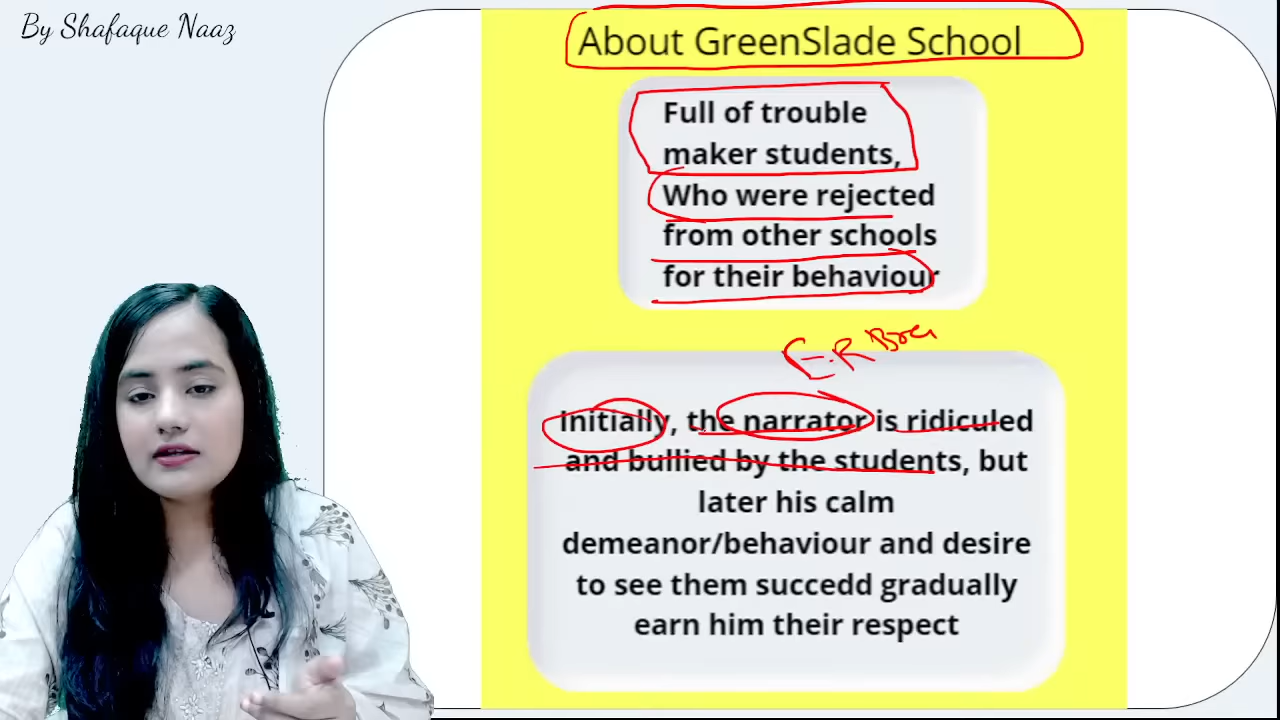 By Shafaque Naaz
About GreenSlade School
Full of trouble
maker students,
Who were rejected
from other schools
for their behaviour
E.R
Initially, the narrator is ridiculed
and bullied by the students, but
later his calm
demeanor/behaviour and desire
to see them succedd gradually
earn him their respect